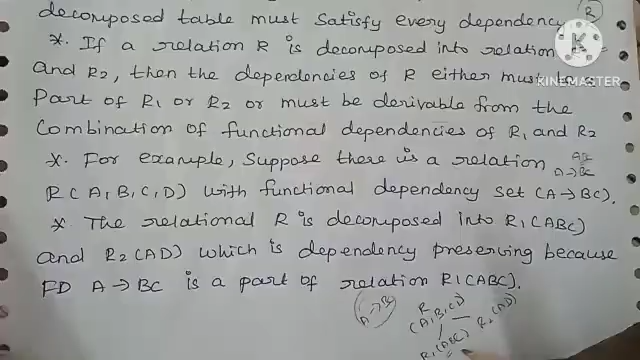 decomposed table must satisfy every dependency. R
* If a relation R is decomposed into relation
and R2, then the dependencies of R either must be a
Part of R1 or R2 or must be derivable from the
Combination of functional dependencies of R1 and R2
* For example, Suppose there is a relation
A→BC
R(A,B,C,D) with functional dependency set (A→BC).
* The relational R is decomposed into R1(ABC)
and R2(AD) which is dependency preserving because
FD A→BC is a part of relation R1(ABC).
R
(A,B,C,D)
R1(ABC) R2(AD)
K
KINEMASTER